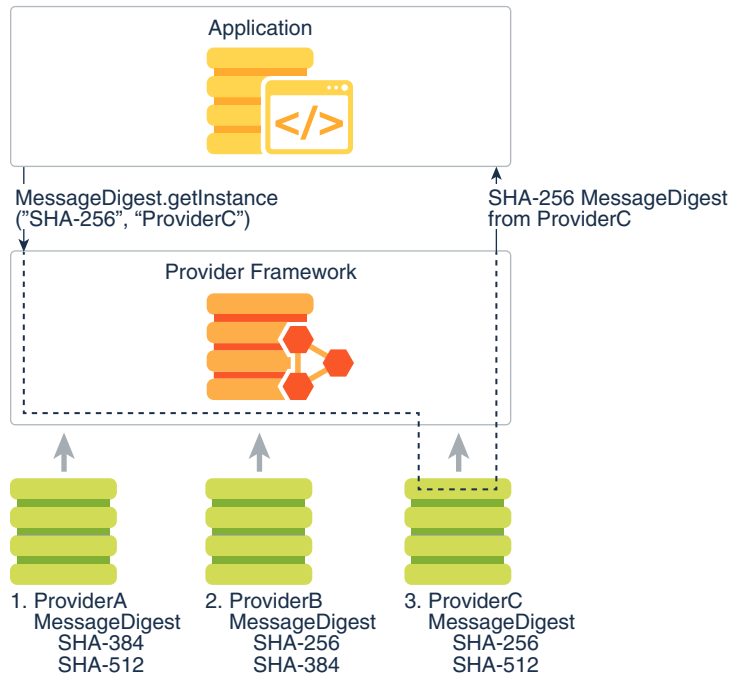 Application
</>
MessageDigest.getInstance
(”SHA-256”, “ProviderC”)
SHA-256 MessageDigest
from ProviderC
Provider Framework
1. ProviderA
MessageDigest
SHA-384
SHA-512
2. ProviderB
MessageDigest
SHA-256
SHA-384
3. ProviderC
MessageDigest
SHA-256
SHA-512